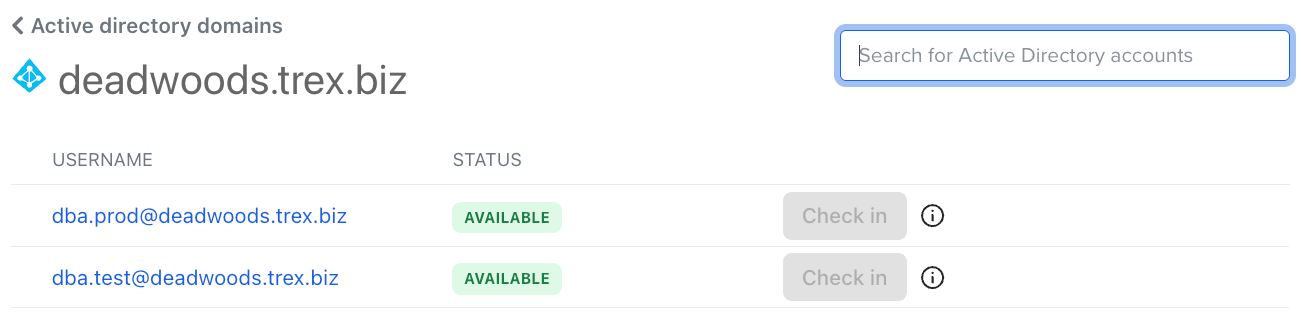 Active directory domains
Search for Active Directory accounts
deadwoods.trex.biz
USERNAME STATUS
dba.prod@deadwoods.trex.biz AVAILABLE Check in
dba.test@deadwoods.trex.biz AVAILABLE Check in